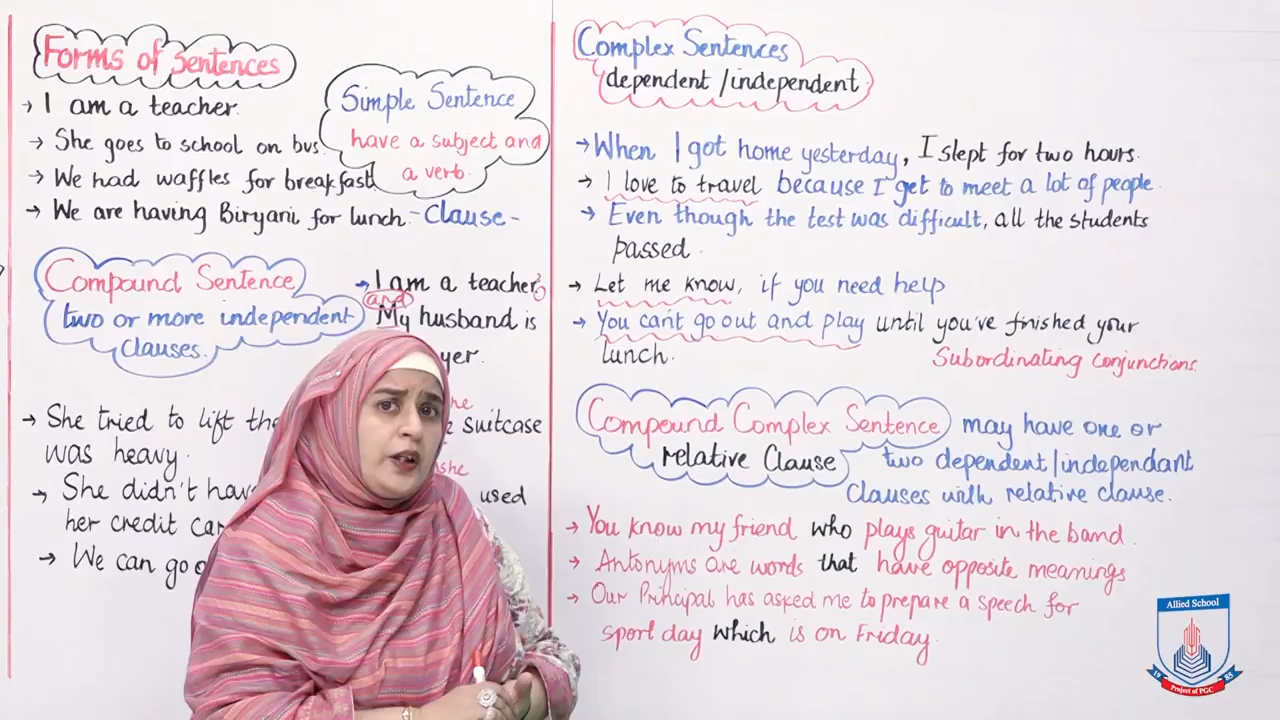 Forms of Sentences
→ I am a teacher.
→ She goes to school on bus.
→ We had waffles for breakfast
→ We are having Biryani for lunch - Clause -
Simple Sentence
have a subject and
a verb.
Compound Sentence
two or more independent
clauses.
→ I am a teacher,
and
My husband is
yer.
→ She tried to lift the
he
suitcase
was heavy.
she
→ She didn't have
used
her credit car
→ We can go o
Complex Sentences
dependent / independent
→ When I got home yesterday, I slept for two hours.
→ I love to travel because I get to meet a lot of people.
→ Even though the test was difficult, all the students
passed.
→ Let me know, if you need help
→ You can't go out and play until you've finished your
lunch.
Subordinating conjunctions
Compound Complex Sentence may have one or
relative Clause two dependent/independant
Clauses with relative clause.
→ You know my friend who plays guitar in the band.
→ Antonyms are words that have opposite meanings
→ Our Principal has asked me to prepare a speech for
sport day which is on Friday.
Allied School
19 85
Project of PGC